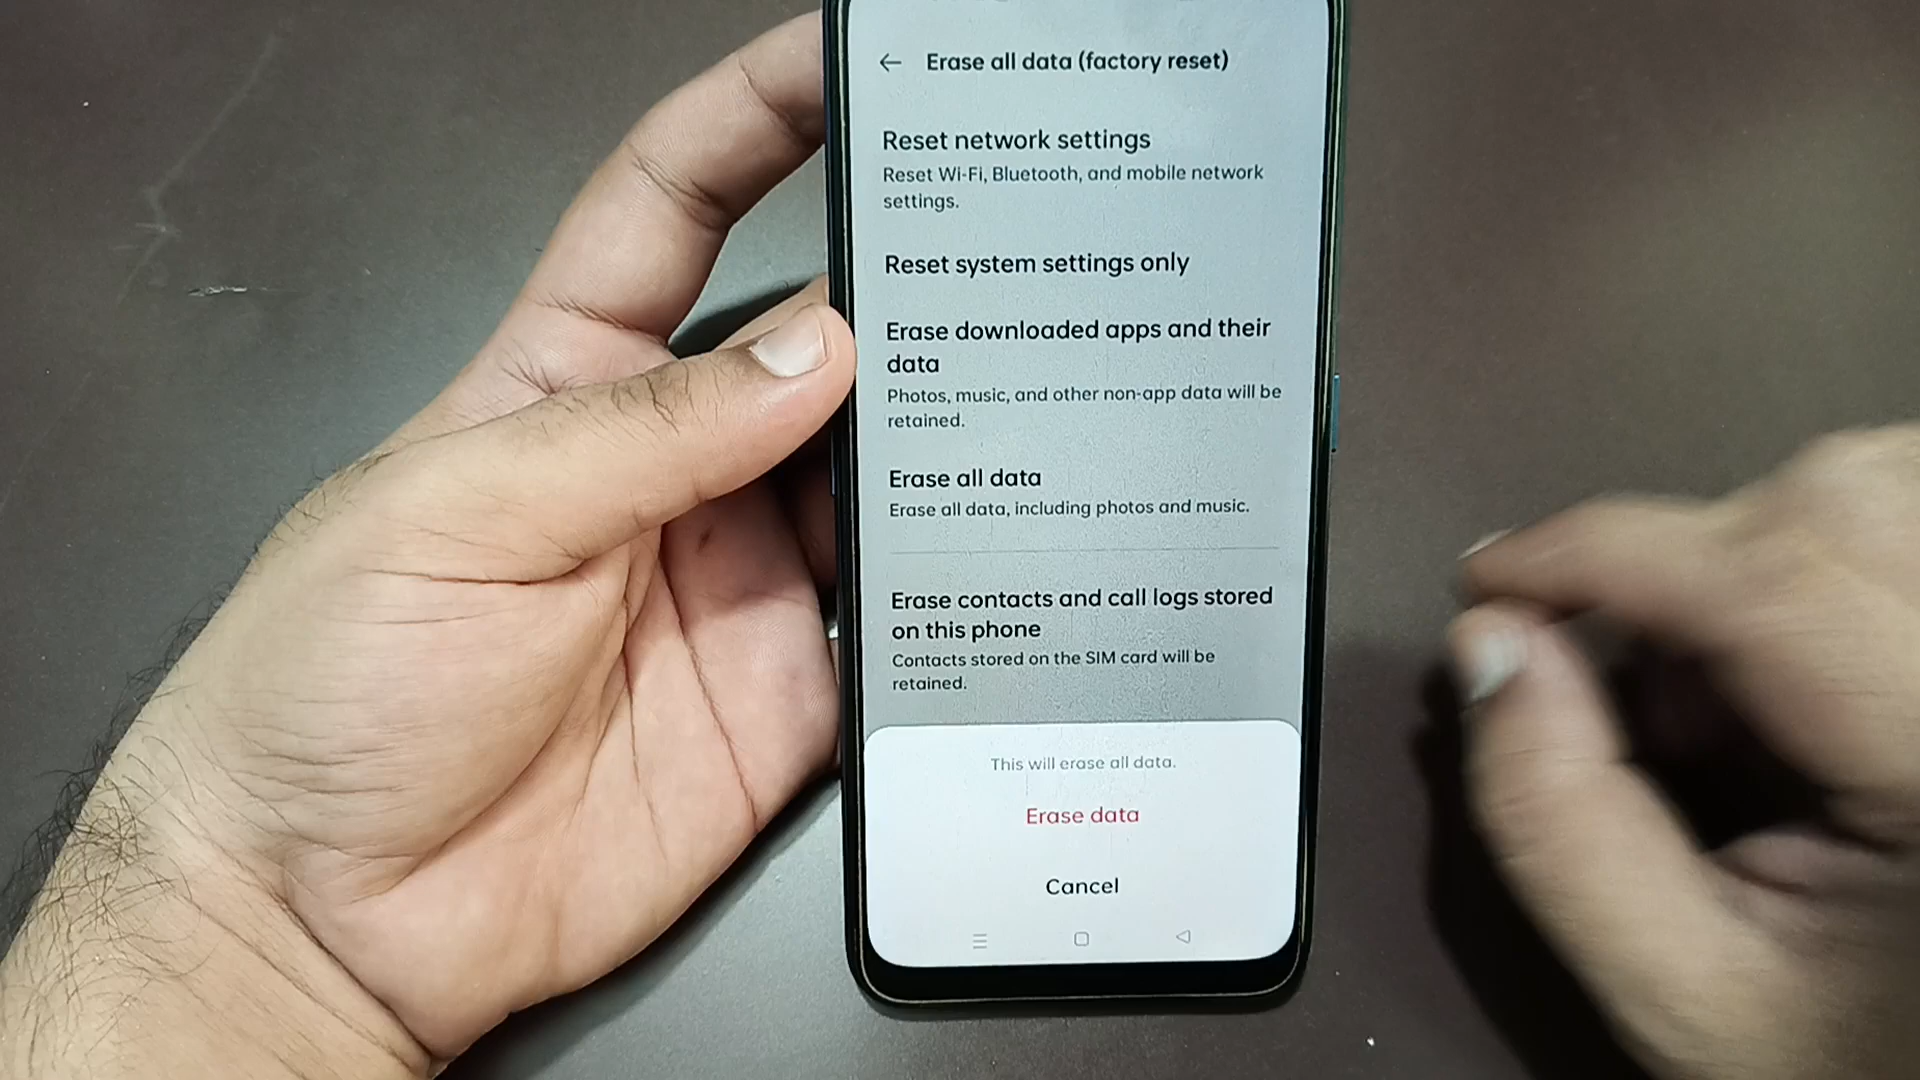 Erase all data (factory reset)
Reset network settings
Reset Wi-Fi, Bluetooth, and mobile network
settings.
Reset system settings only
Erase downloaded apps and their
data
Photos, music, and other non-app data will be
retained.
Erase all data
Erase all data, including photos and music.
Erase contacts and call logs stored
on this phone
Contacts stored on the SIM card will be
retained.
This will erase all data.
Erase data
Cancel